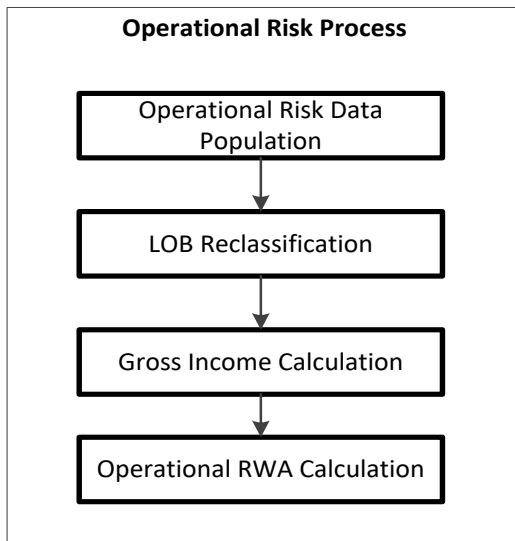 Operational Risk Process
Operational Risk Data
Population
LOB Reclassification
Gross Income Calculation
Operational RWA Calculation